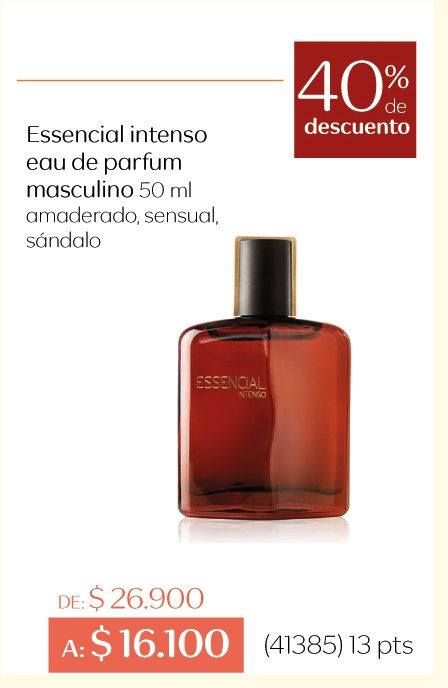 40%
de
descuento
Essencial intenso
eau de parfum
masculino 50 ml
amaderado, sensual,
sándalo
ESSENCIAL
INTENSO
DE: $ 26.900
A: $ 16.100
(41385) 13 pts